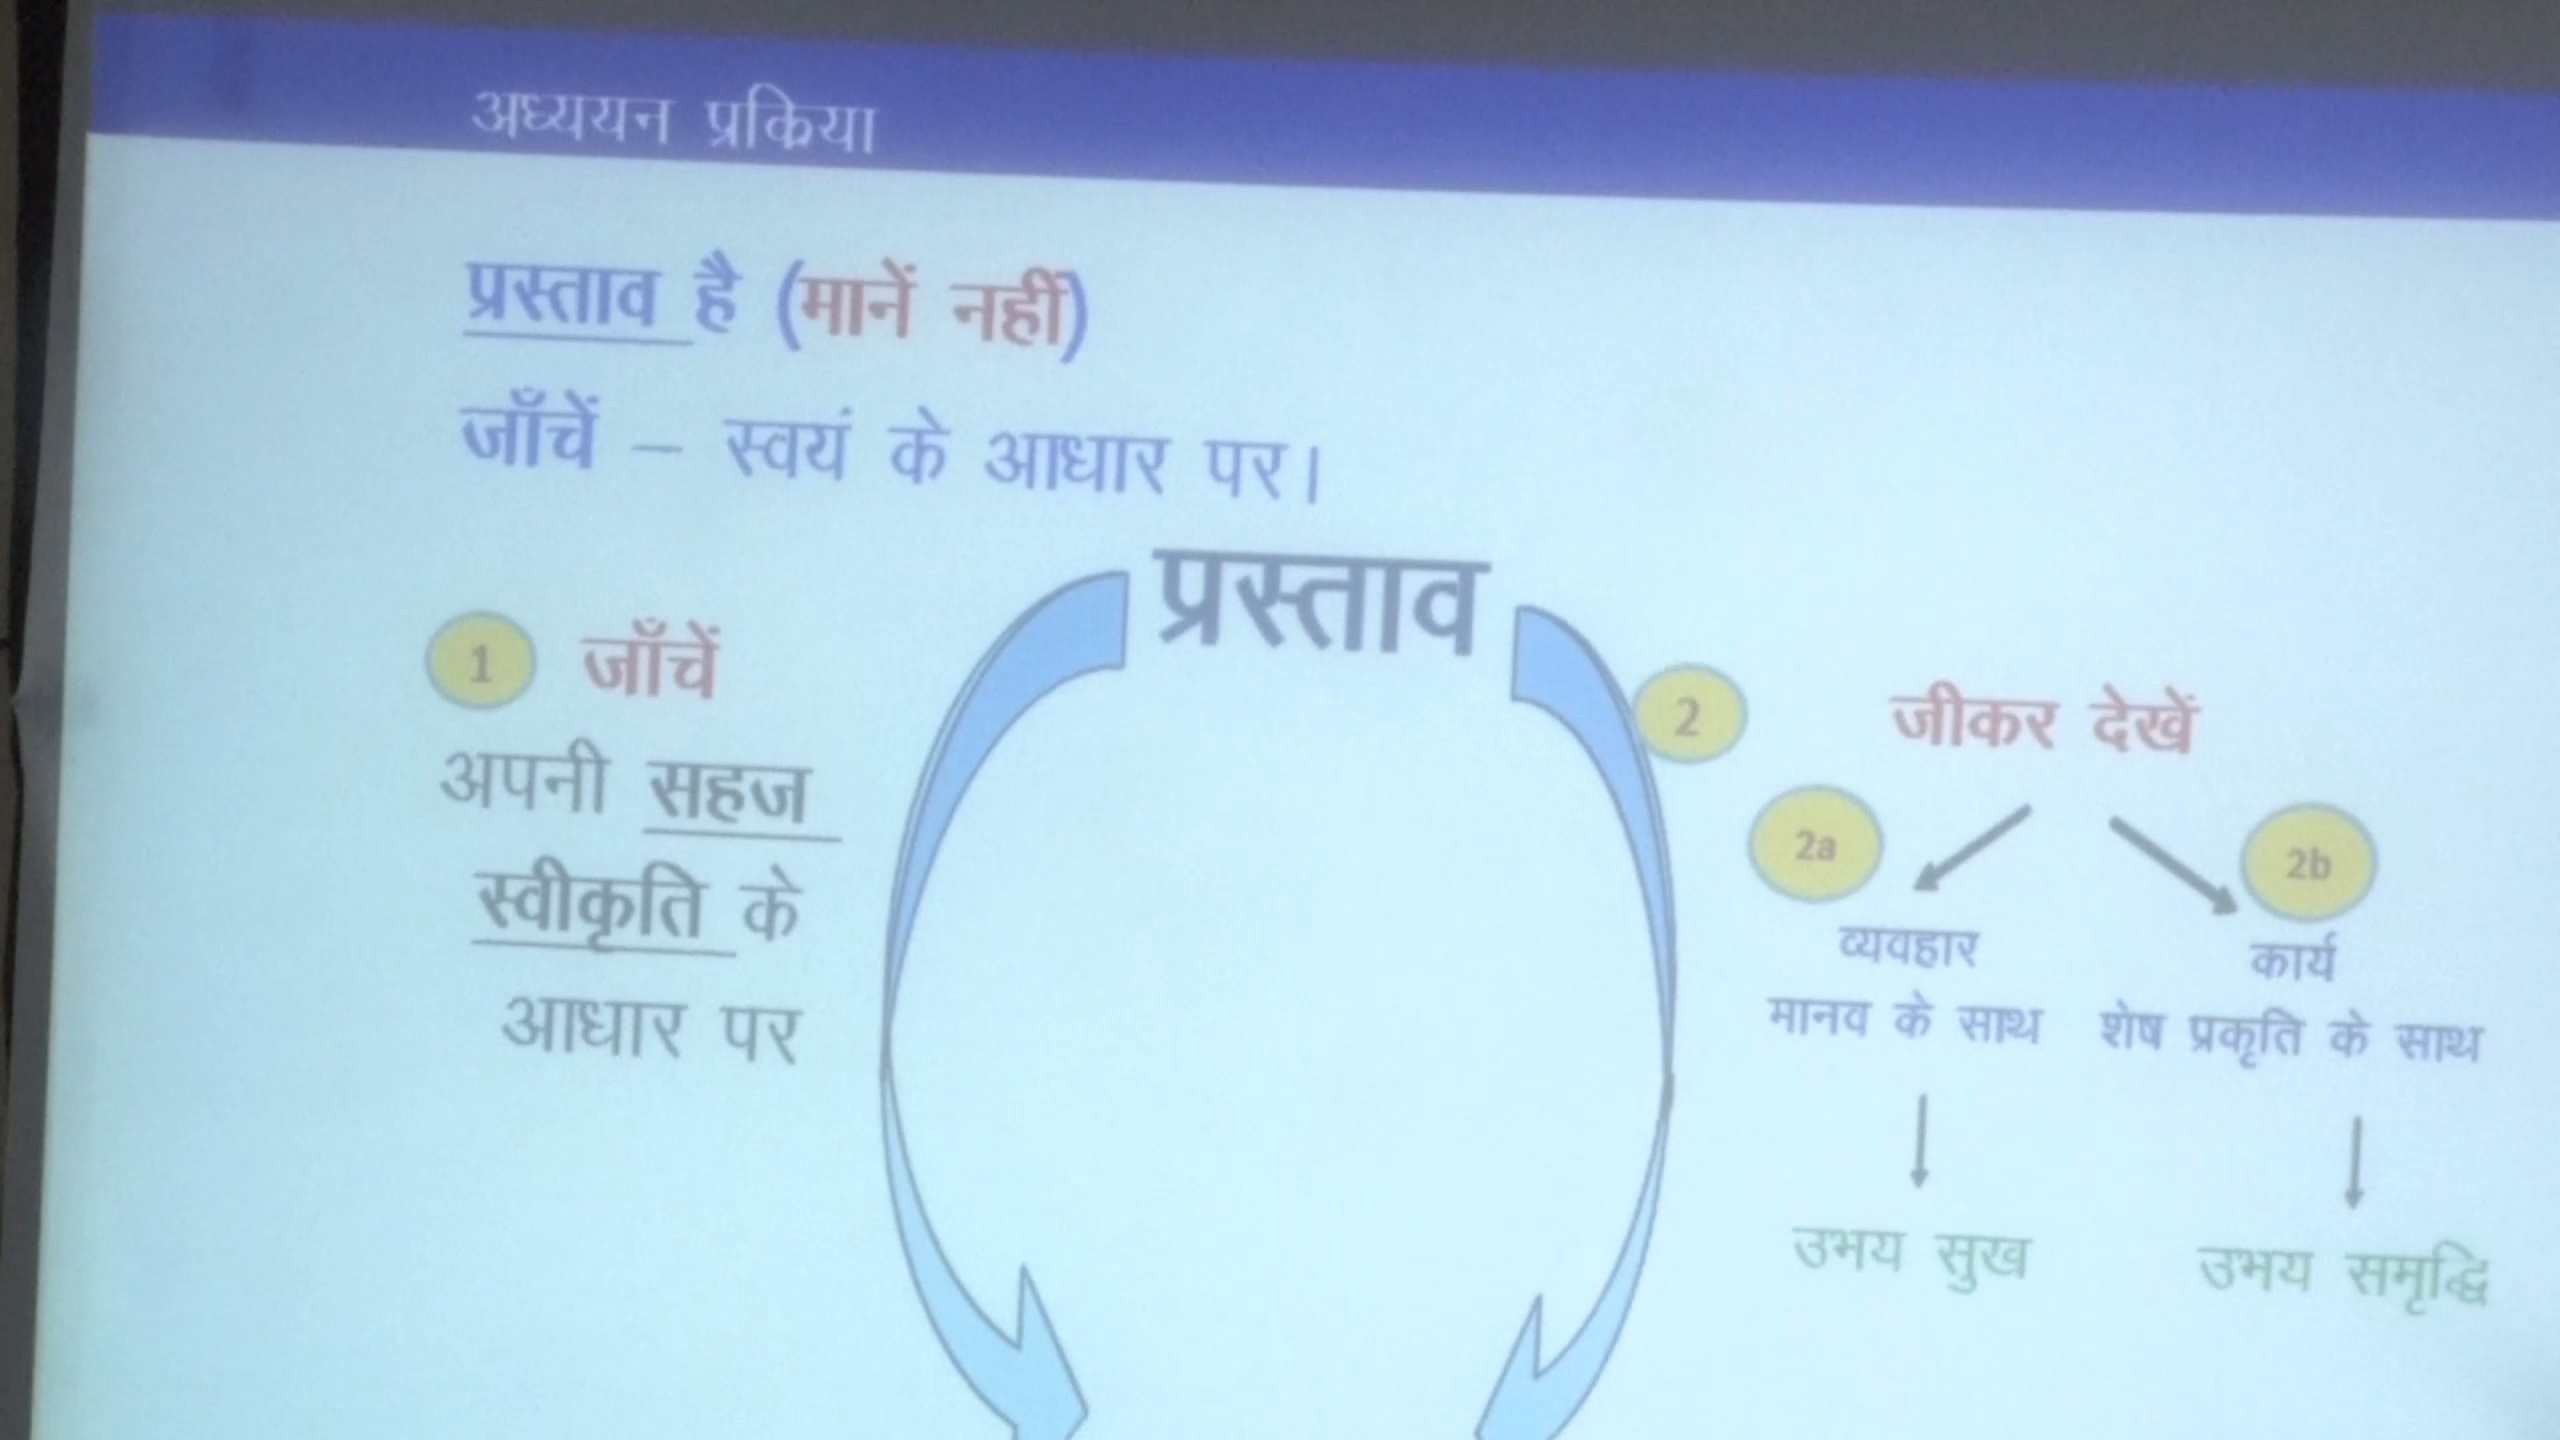 अध्ययन प्रक्रिया
प्रस्ताव है (मानें नहीं)
जाँचें – स्वयं के आधार पर।
प्रस्ताव
1 जाँचें
अपनी सहज
स्वीकृति के
आधार पर
2 जीकर देखें
2a 2b
व्यवहार कार्य
मानव के साथ शेष प्रकृति के साथ
उभय सुख उभय समृद्धि